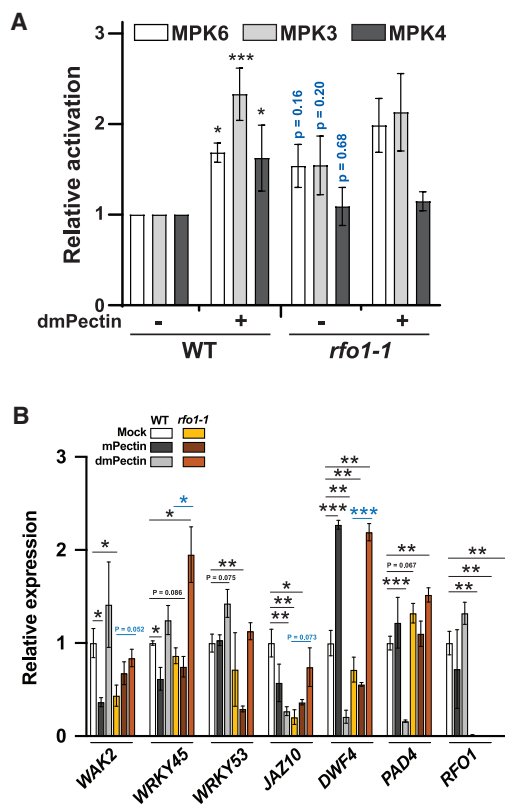 A
MPK6 MPK3 MPK4
Relative activation
3
2
1
0
* *** *
p = 0.16
p = 0.20
p = 0.68
dmPectin - + - +
WT rfo1-1
B
WT rfo1-1
Mock
mPectin
dmPectin
Relative expression
3
2
1
0
* *
P = 0.052
* *
P = 0.086
*
**
P = 0.075
*
**
**
P = 0.073
**
**
**
*** ***
**
P = 0.067
***
**
**
**
WAK2 WRKY45 WRKY53 JAZ10 DWF4 PAD4 RFO1